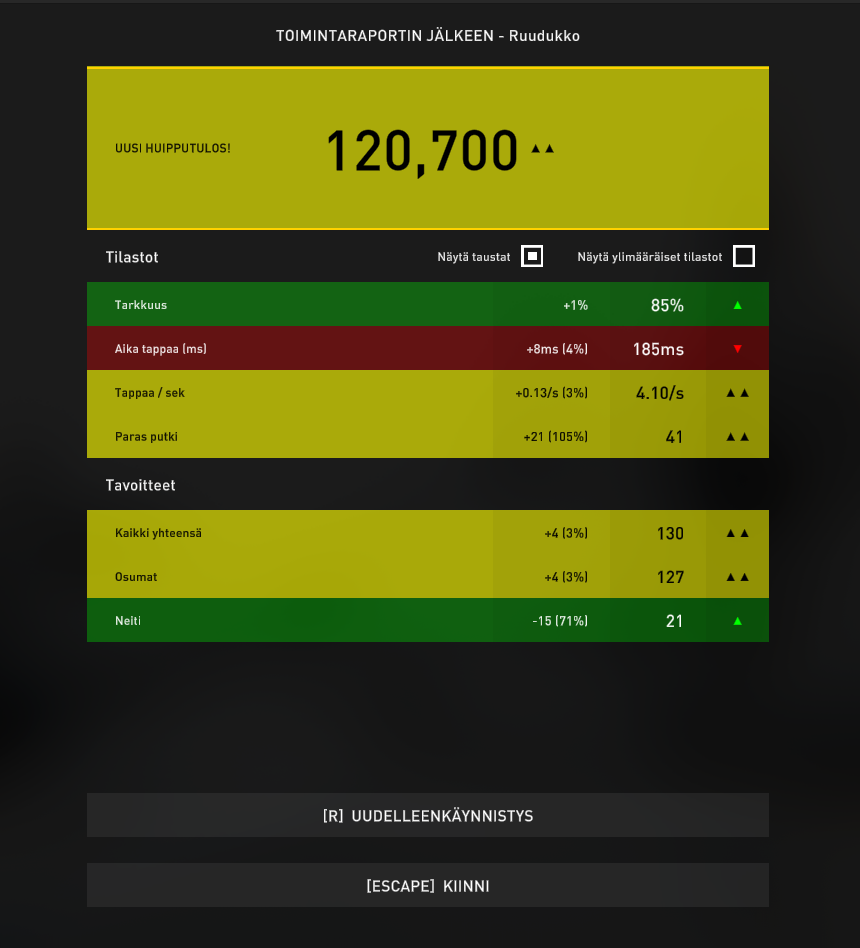 TOIMINTARAPORTIN JÄLKEEN - Ruudukko
UUSI HUIPPUTULOS! 120,700 ▲▲
Tilastot Näytä taustat Näytä ylimääräiset tilastot
Tarkkuus +1% 85% ▲
Aika tappaa (ms) +8ms (4%) 185ms ▼
Tappaa / sek +0.13/s (3%) 4.10/s ▲▲
Paras putki +21 (105%) 41 ▲▲
Tavoitteet
Kaikki yhteensä +4 (3%) 130 ▲▲
Osumat +4 (3%) 127 ▲▲
Neiti -15 (71%) 21 ▲
[R] UUDELLEENKÄYNNISTYS
[ESCAPE] KIINNI